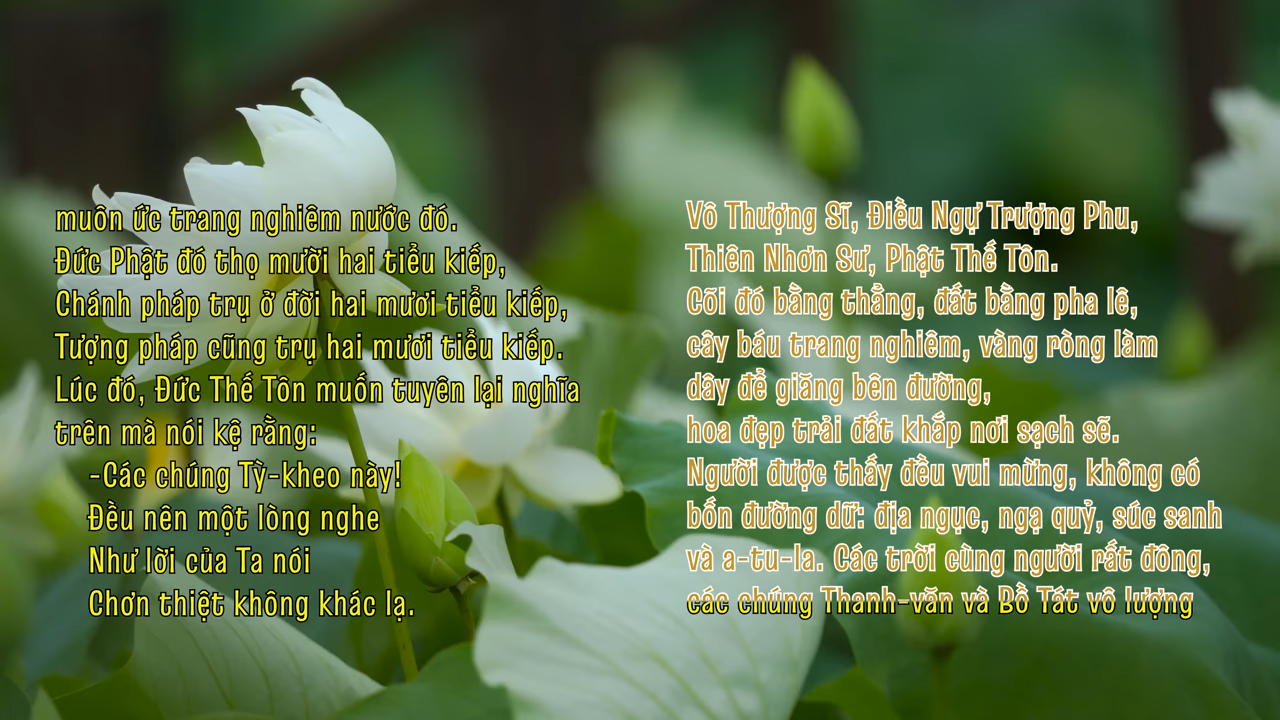 muôn ức trang nghiêm nước đó.
Đức Phật đó thọ mười hai tiểu kiếp,
Chánh pháp trụ ở đời hai mươi tiểu kiếp,
Tượng pháp cũng trụ hai mươi tiểu kiếp.
Lúc đó, Đức Thế Tôn muốn tuyên lại nghĩa
trên mà nói kệ rằng:
-Các chúng Tỳ-kheo này!
Đều nên một lòng nghe
Như lời của Ta nói
Chơn thiệt không khác lạ.
Vô Thượng Sĩ, Điều Ngự Trượng Phu,
Thiên Nhơn Sư, Phật Thế Tôn.
Cõi đó bằng thẳng, đất bằng pha lê,
cây báu trang nghiêm, vàng ròng làm
dây để giăng bên đường,
hoa đẹp trải đất khắp nơi sạch sẽ.
Người được thấy đều vui mừng, không có
bốn đường dữ: địa ngục, ngạ quỷ, súc sanh
và a-tu-la. Các trời cùng người rất đông,
các chúng Thanh-văn và Bồ Tát vô lượng